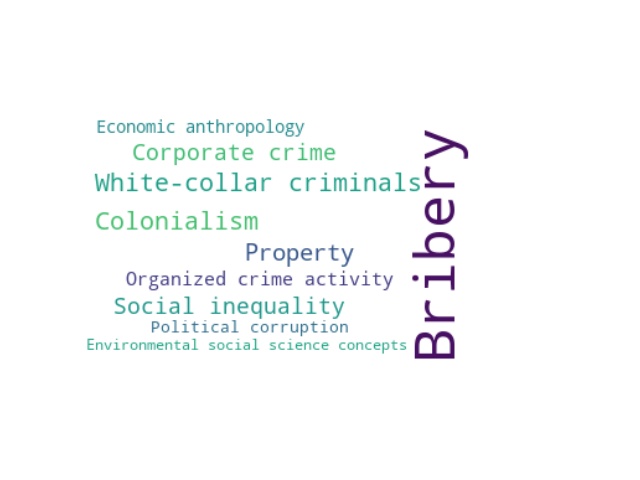 Economic anthropology
Corporate crime
White-collar criminals
Colonialism
Property
Organized crime activity
Social inequality
Political corruption
Environmental social science concepts
Bribery